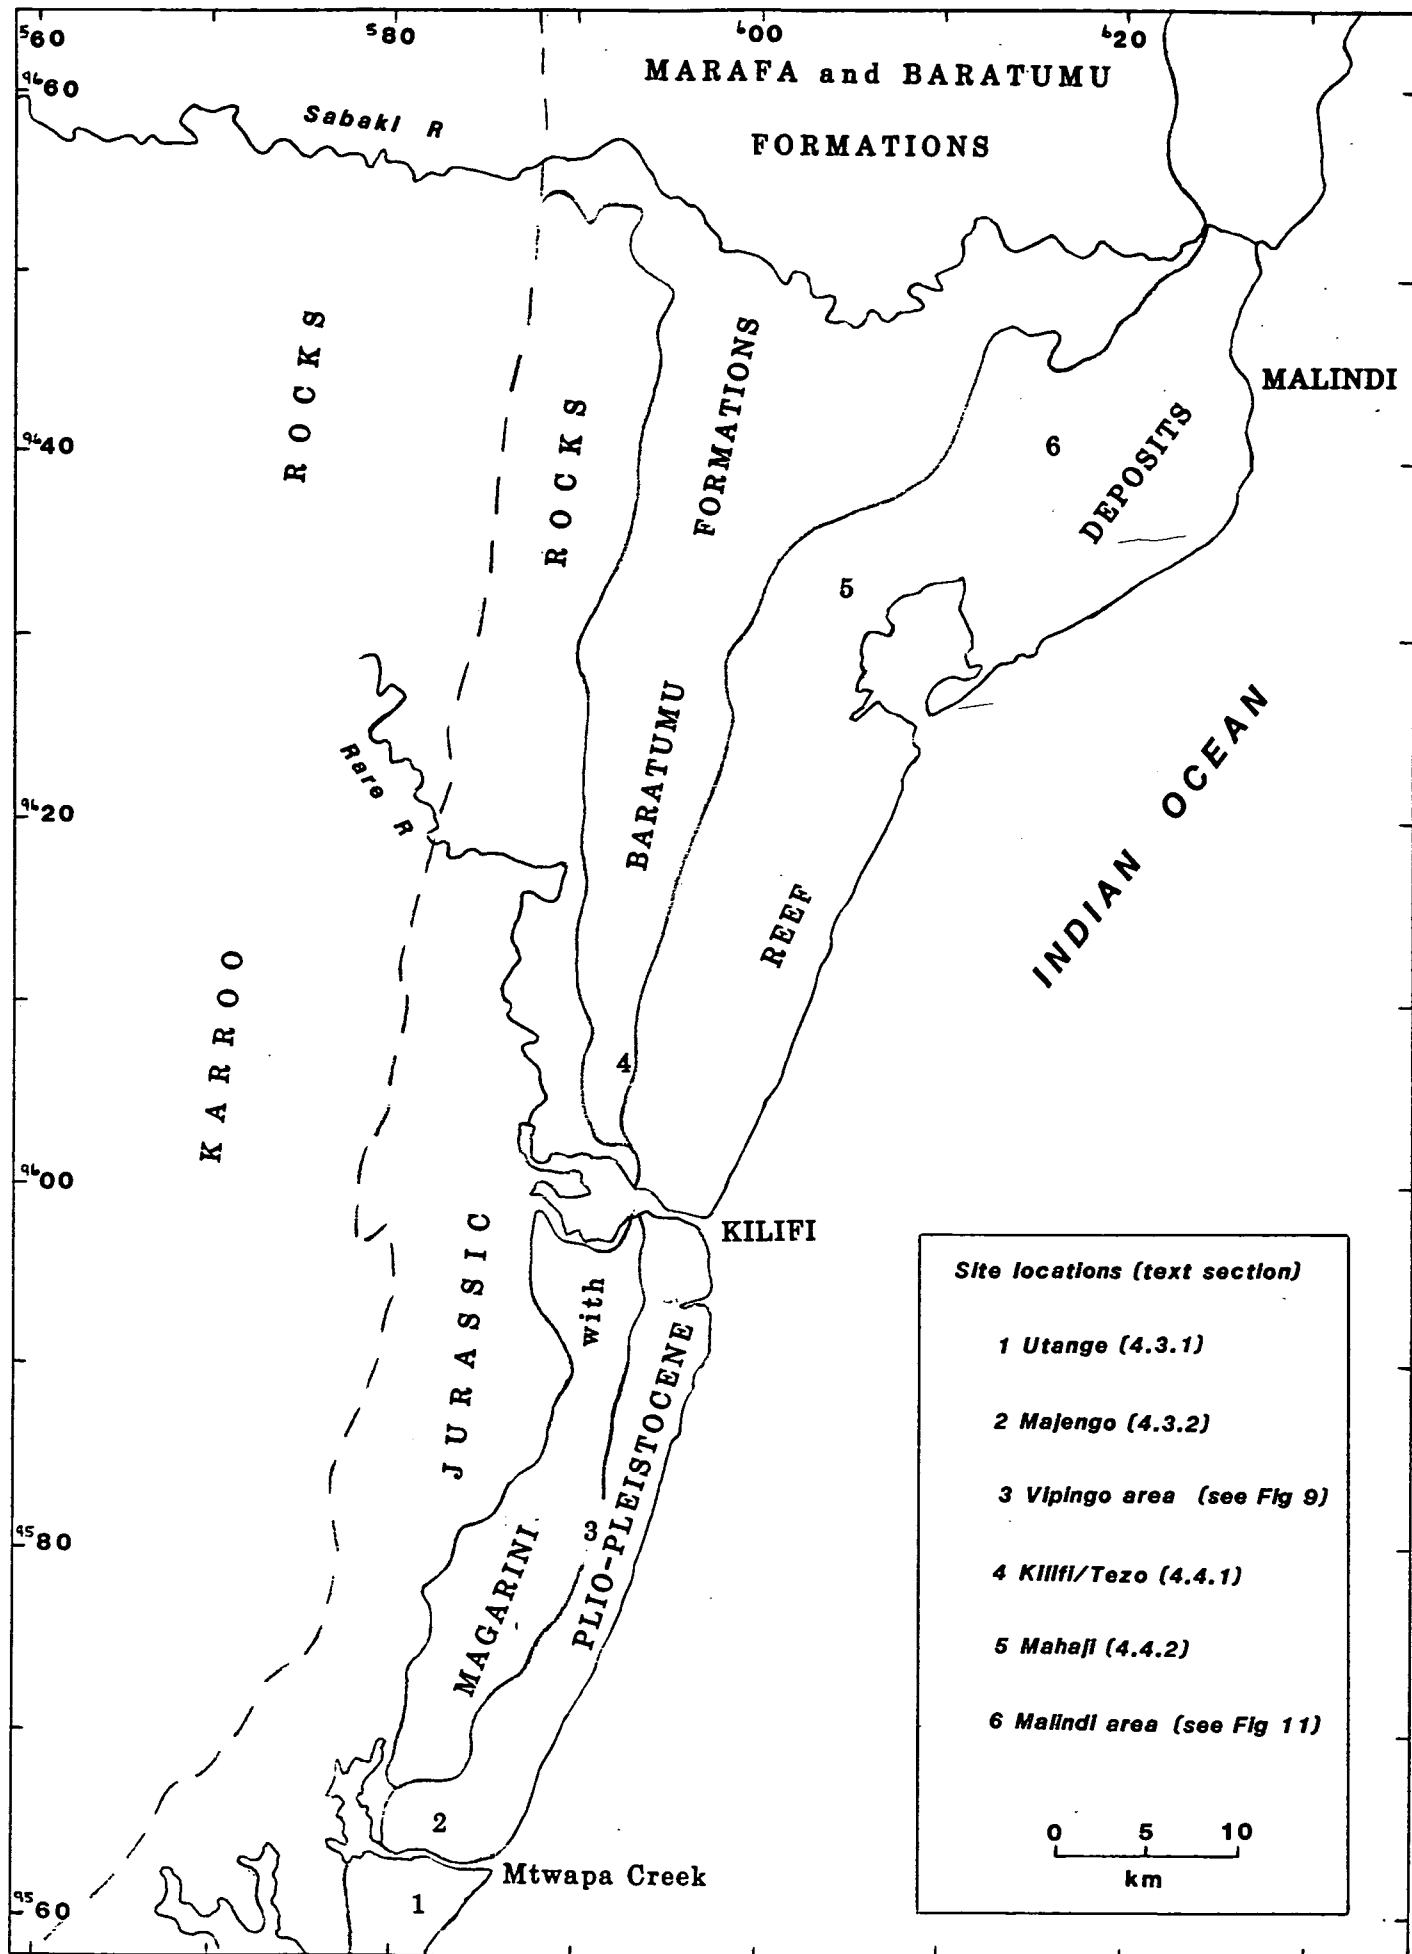 560
580
600
620
9660
MARAFA and BARATUMU
FORMATIONS
Sabaki R
ROCKS
ROCKS
FORMATIONS
MALINDI
9640
6
DEPOSITS
5
Rare R
BARATUMU
INDIAN OCEAN
9620
REEF
KARROO
4
9600
JURASSIC
KILIFI
with
PLIO-PLEISTOCENE
9580
3
MAGARINI
2
Mtwapa Creek
1
9560
Site locations (text section)
1 Utange (4.3.1)
2 Majengo (4.3.2)
3 Vipingo area (see Fig 9)
4 Kilifi/Tezo (4.4.1)
5 Mahaji (4.4.2)
6 Malindi area (see Fig 11)
0 5 10
km